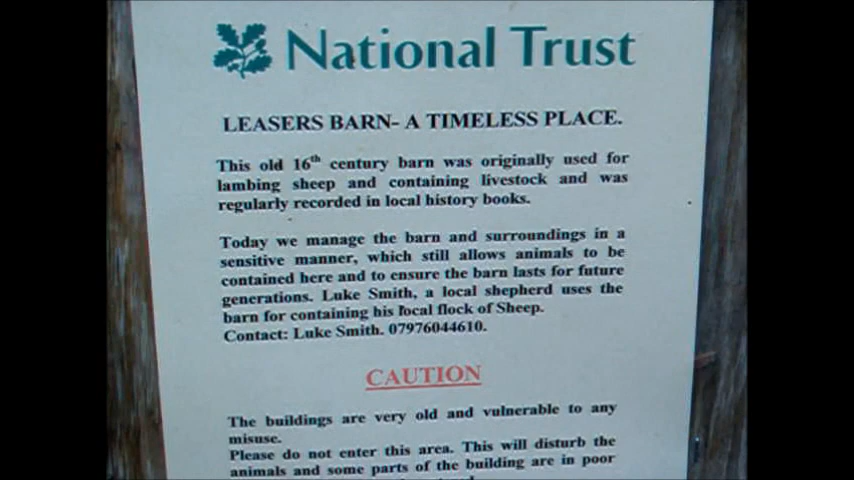 National Trust
LEASERS BARN- A TIMELESS PLACE.
This old 16th century barn was originally used for
lambing sheep and containing livestock and was
regularly recorded in local history books.
Today we manage the barn and surroundings in a
sensitive manner, which still allows animals to be
contained here and to ensure the barn lasts for future
generations. Luke Smith, a local shepherd uses the
barn for containing his local flock of Sheep.
Contact: Luke Smith. 07976044610.
CAUTION
The buildings are very old and vulnerable to any
misuse.
Please do not enter this area. This will disturb the
animals and some parts of the building are in poor